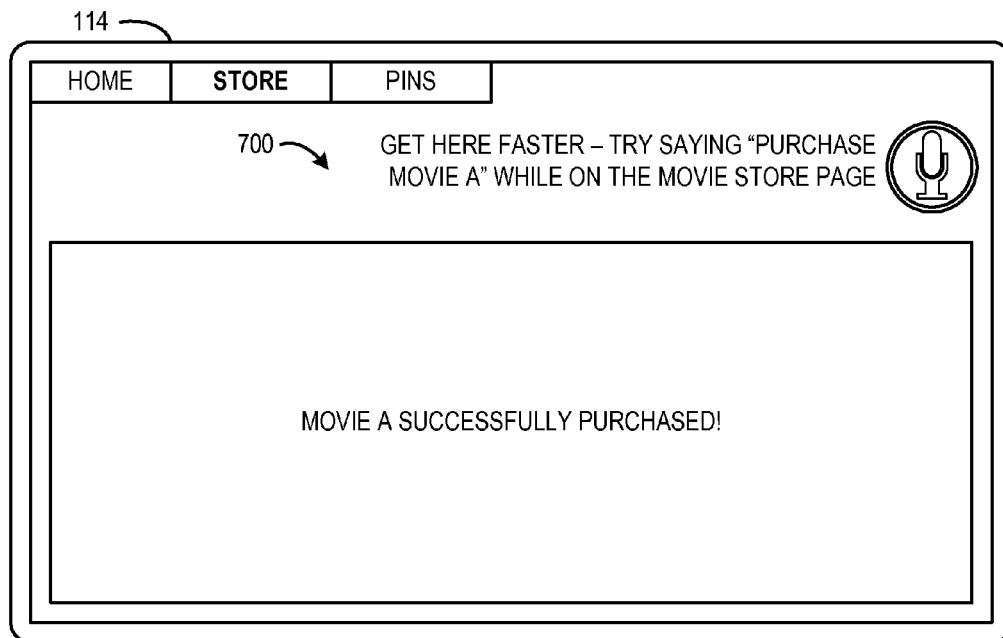 114
HOME STORE PINS
700
GET HERE FASTER – TRY SAYING “PURCHASE
MOVIE A” WHILE ON THE MOVIE STORE PAGE
MOVIE A SUCCESSFULLY PURCHASED!